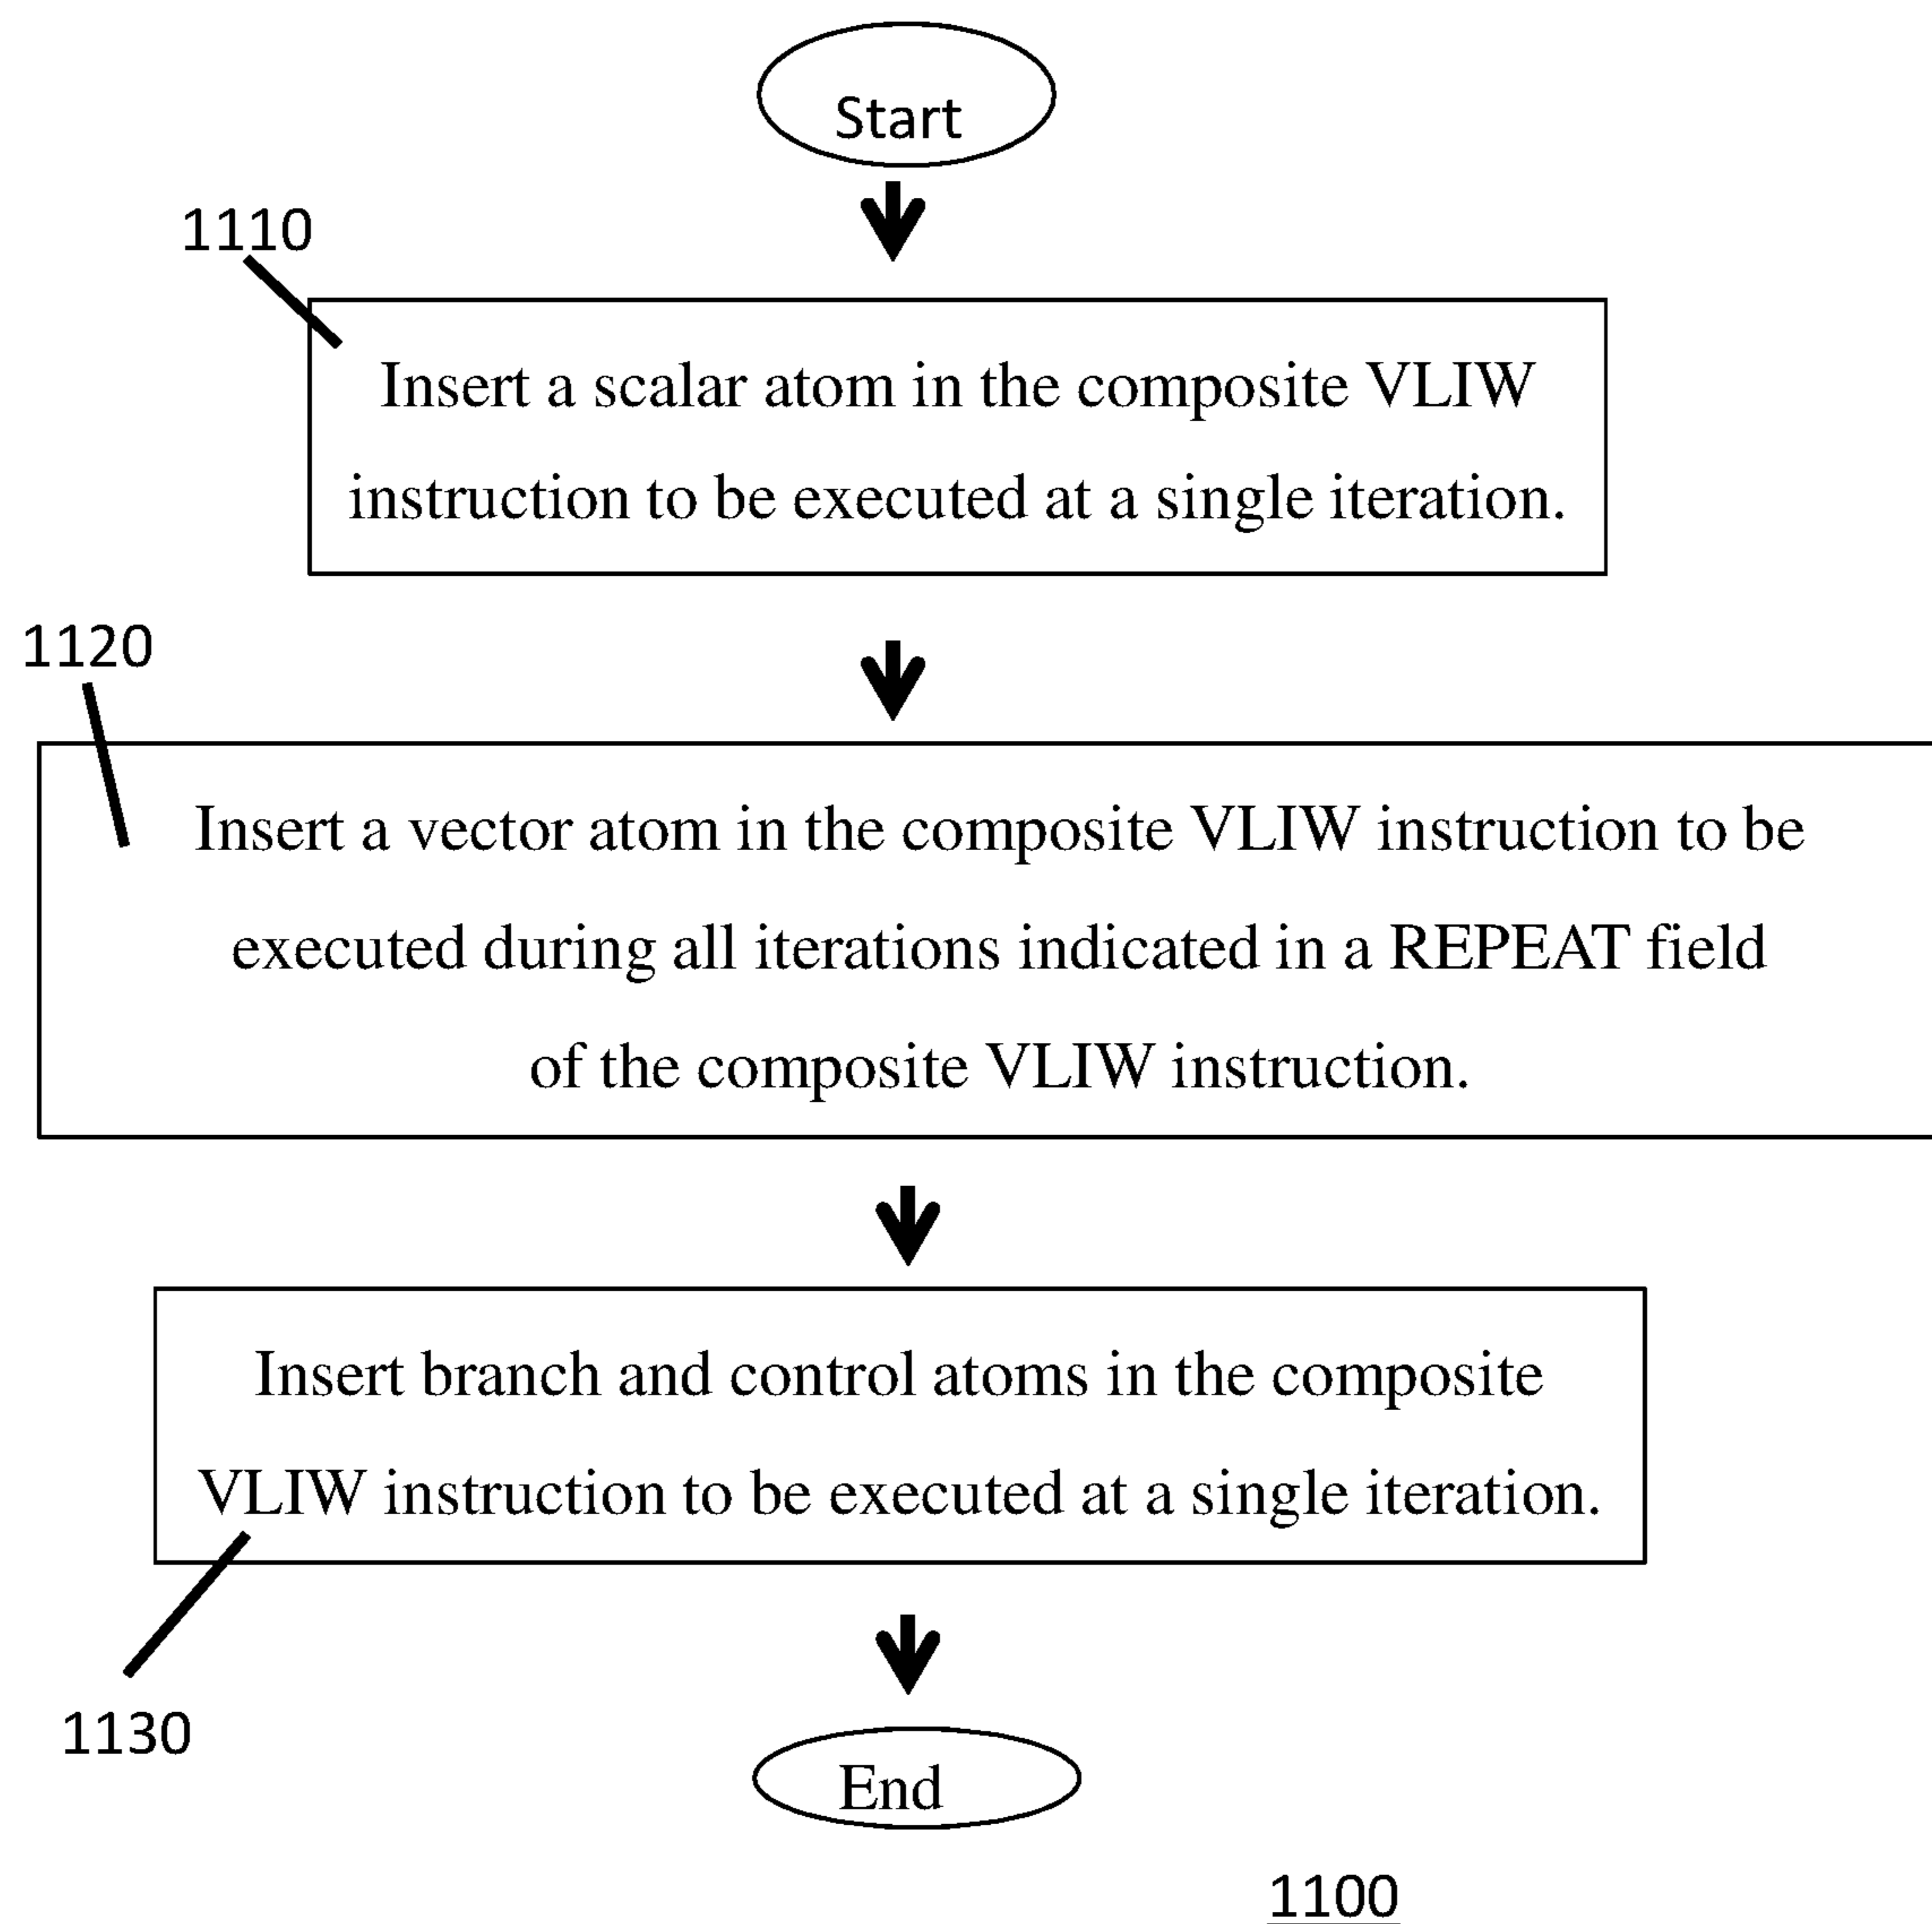 Start
1110
Insert a scalar atom in the composite VLIW
instruction to be executed at a single iteration.
1120
Insert a vector atom in the composite VLIW instruction to be
executed during all iterations indicated in a REPEAT field
of the composite VLIW instruction.
Insert branch and control atoms in the composite
VLIW instruction to be executed at a single iteration.
1130
End
1100